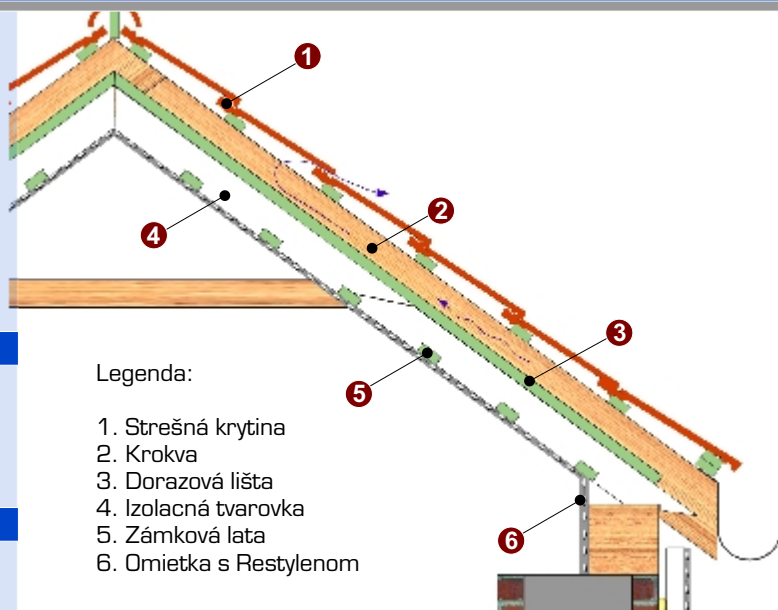 1
2
4
3
5
6
Legenda:
1. Strešná krytina
2. Krokva
3. Dorazová lišta
4. Izolacná tvarovka
5. Zámková lata
6. Omietka s Restylenom